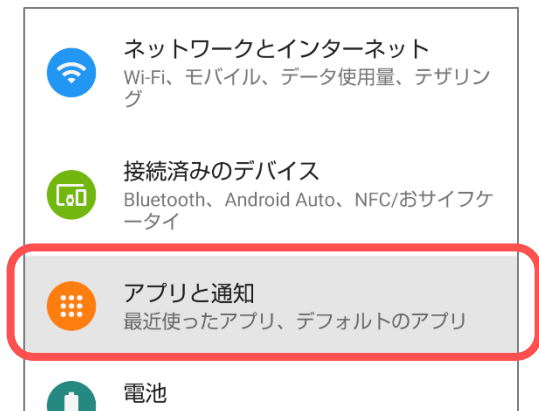 ネットワークとインターネット
Wi-Fi、モバイル、データ使用量、テザリン
グ
接続済みのデバイス
Bluetooth、Android Auto、NFC/おサイフケ
ータイ
アプリと通知
最近使ったアプリ、デフォルトのアプリ
電池